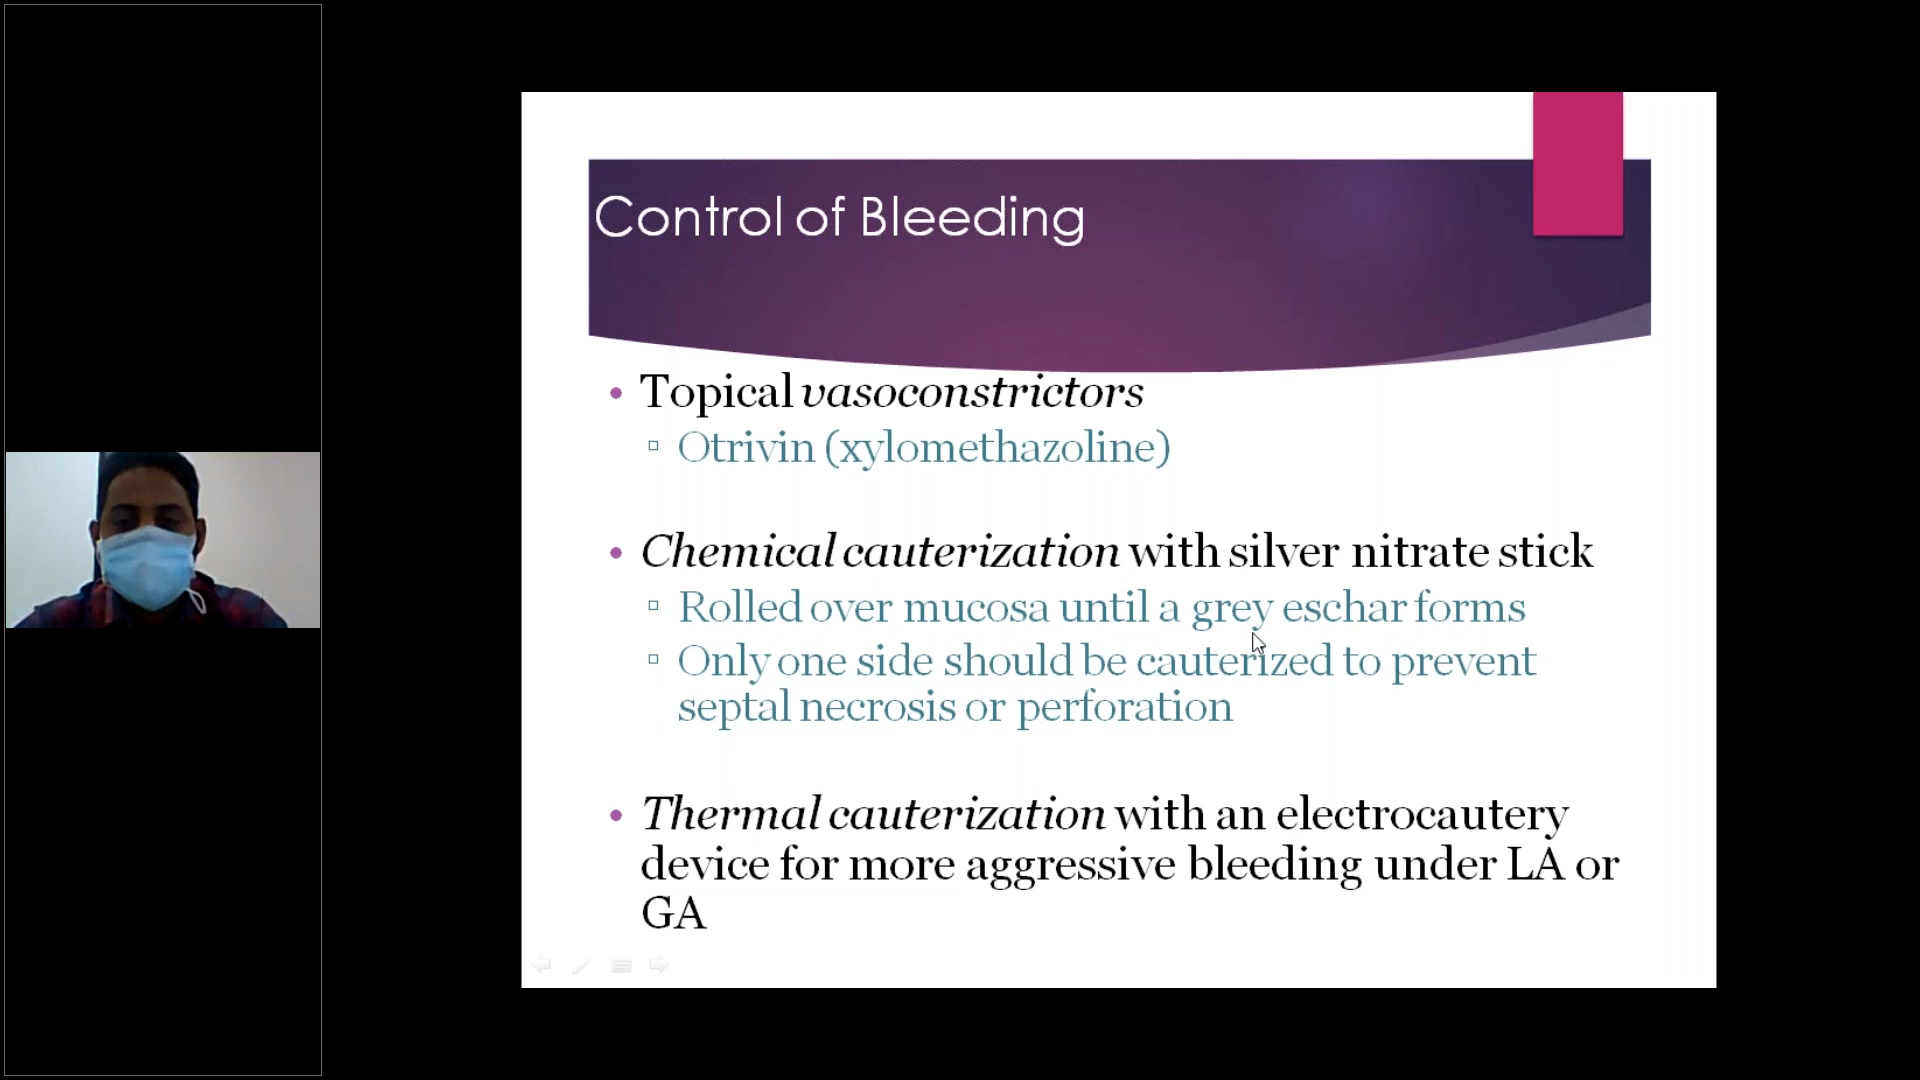 Control of Bleeding
• Topical vasoconstrictors
▫ Otrivin (xylomethazoline)
• Chemical cauterization with silver nitrate stick
▫ Rolled over mucosa until a grey eschar forms
▫ Only one side should be cauterized to prevent
septal necrosis or perforation
• Thermal cauterization with an electrocautery
device for more aggressive bleeding under LA or
GA